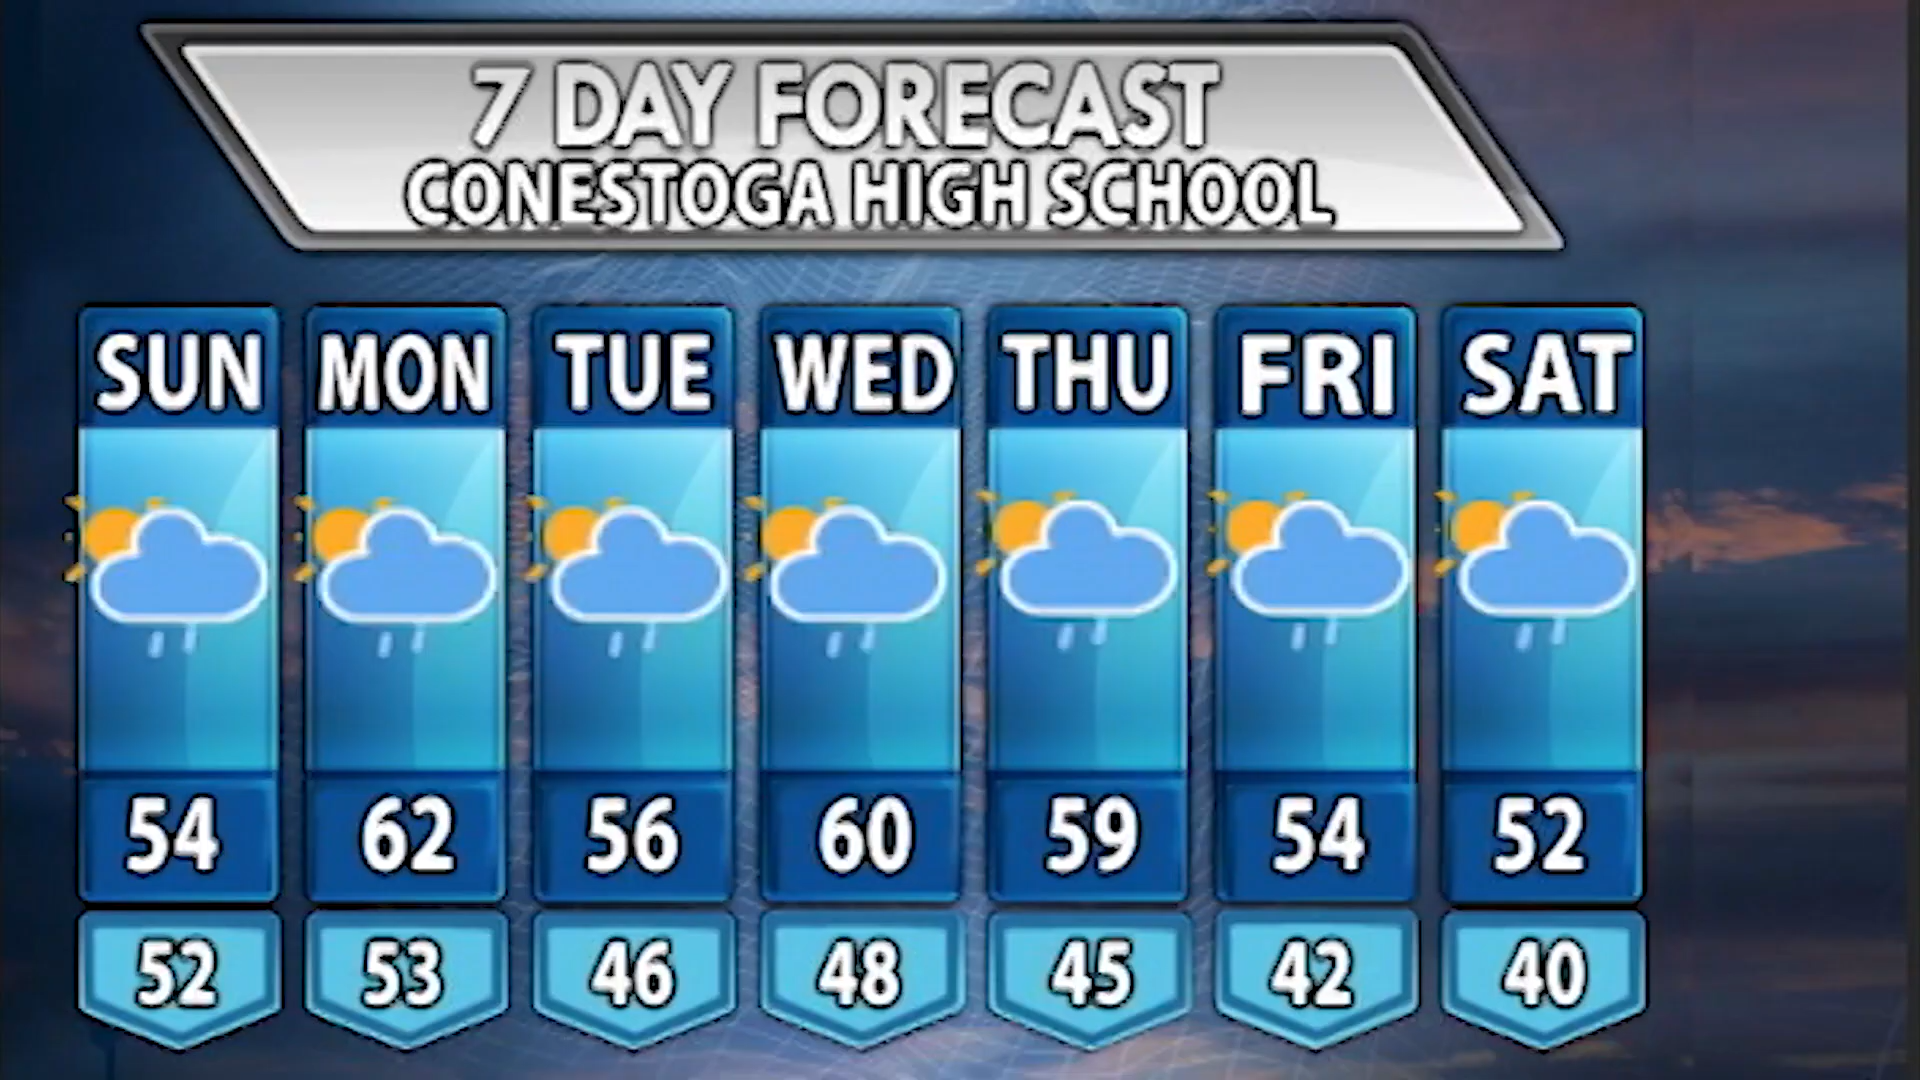 7 DAY FORECAST
CONESTOGA HIGH SCHOOL
SUN MON TUE WED THU FRI SAT
54 62 56 60 59 54 52
52 53 46 48 45 42 40